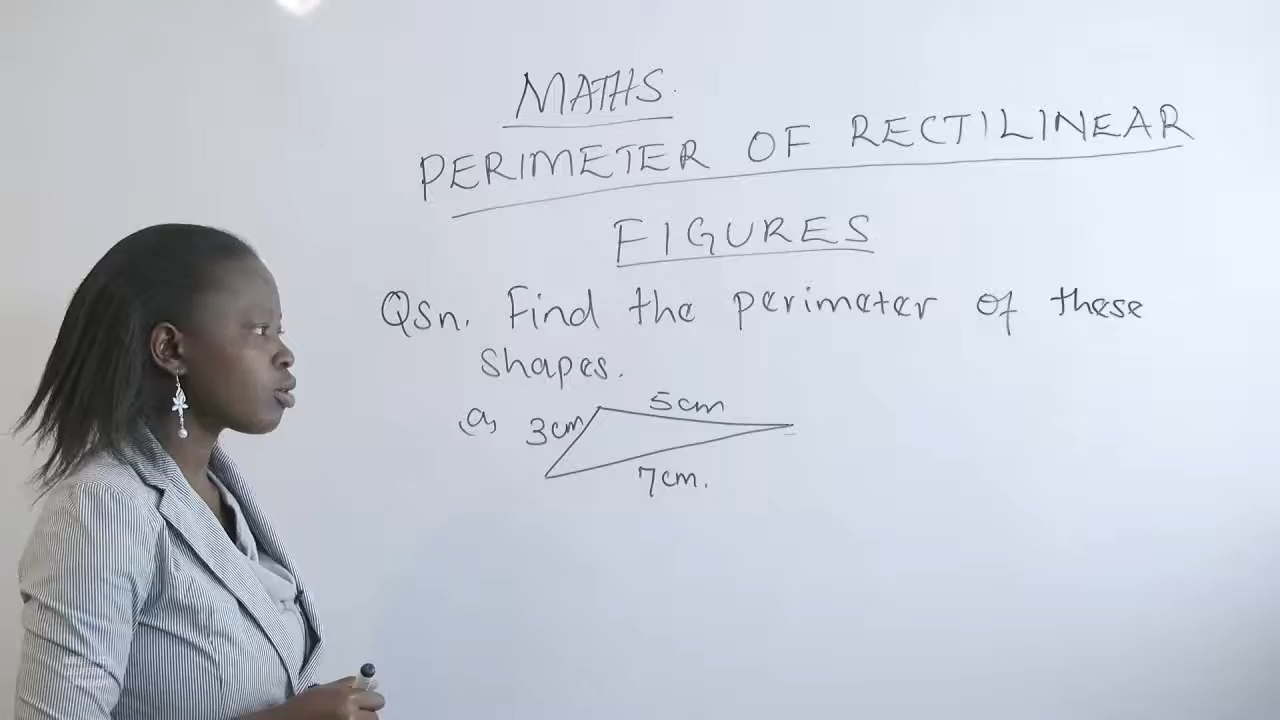 MATHS.
PERIMETER OF RECTILINEAR
FIGURES
Qsn. Find the perimeter of these
shapes.
(a) 3cm 5cm
7cm.